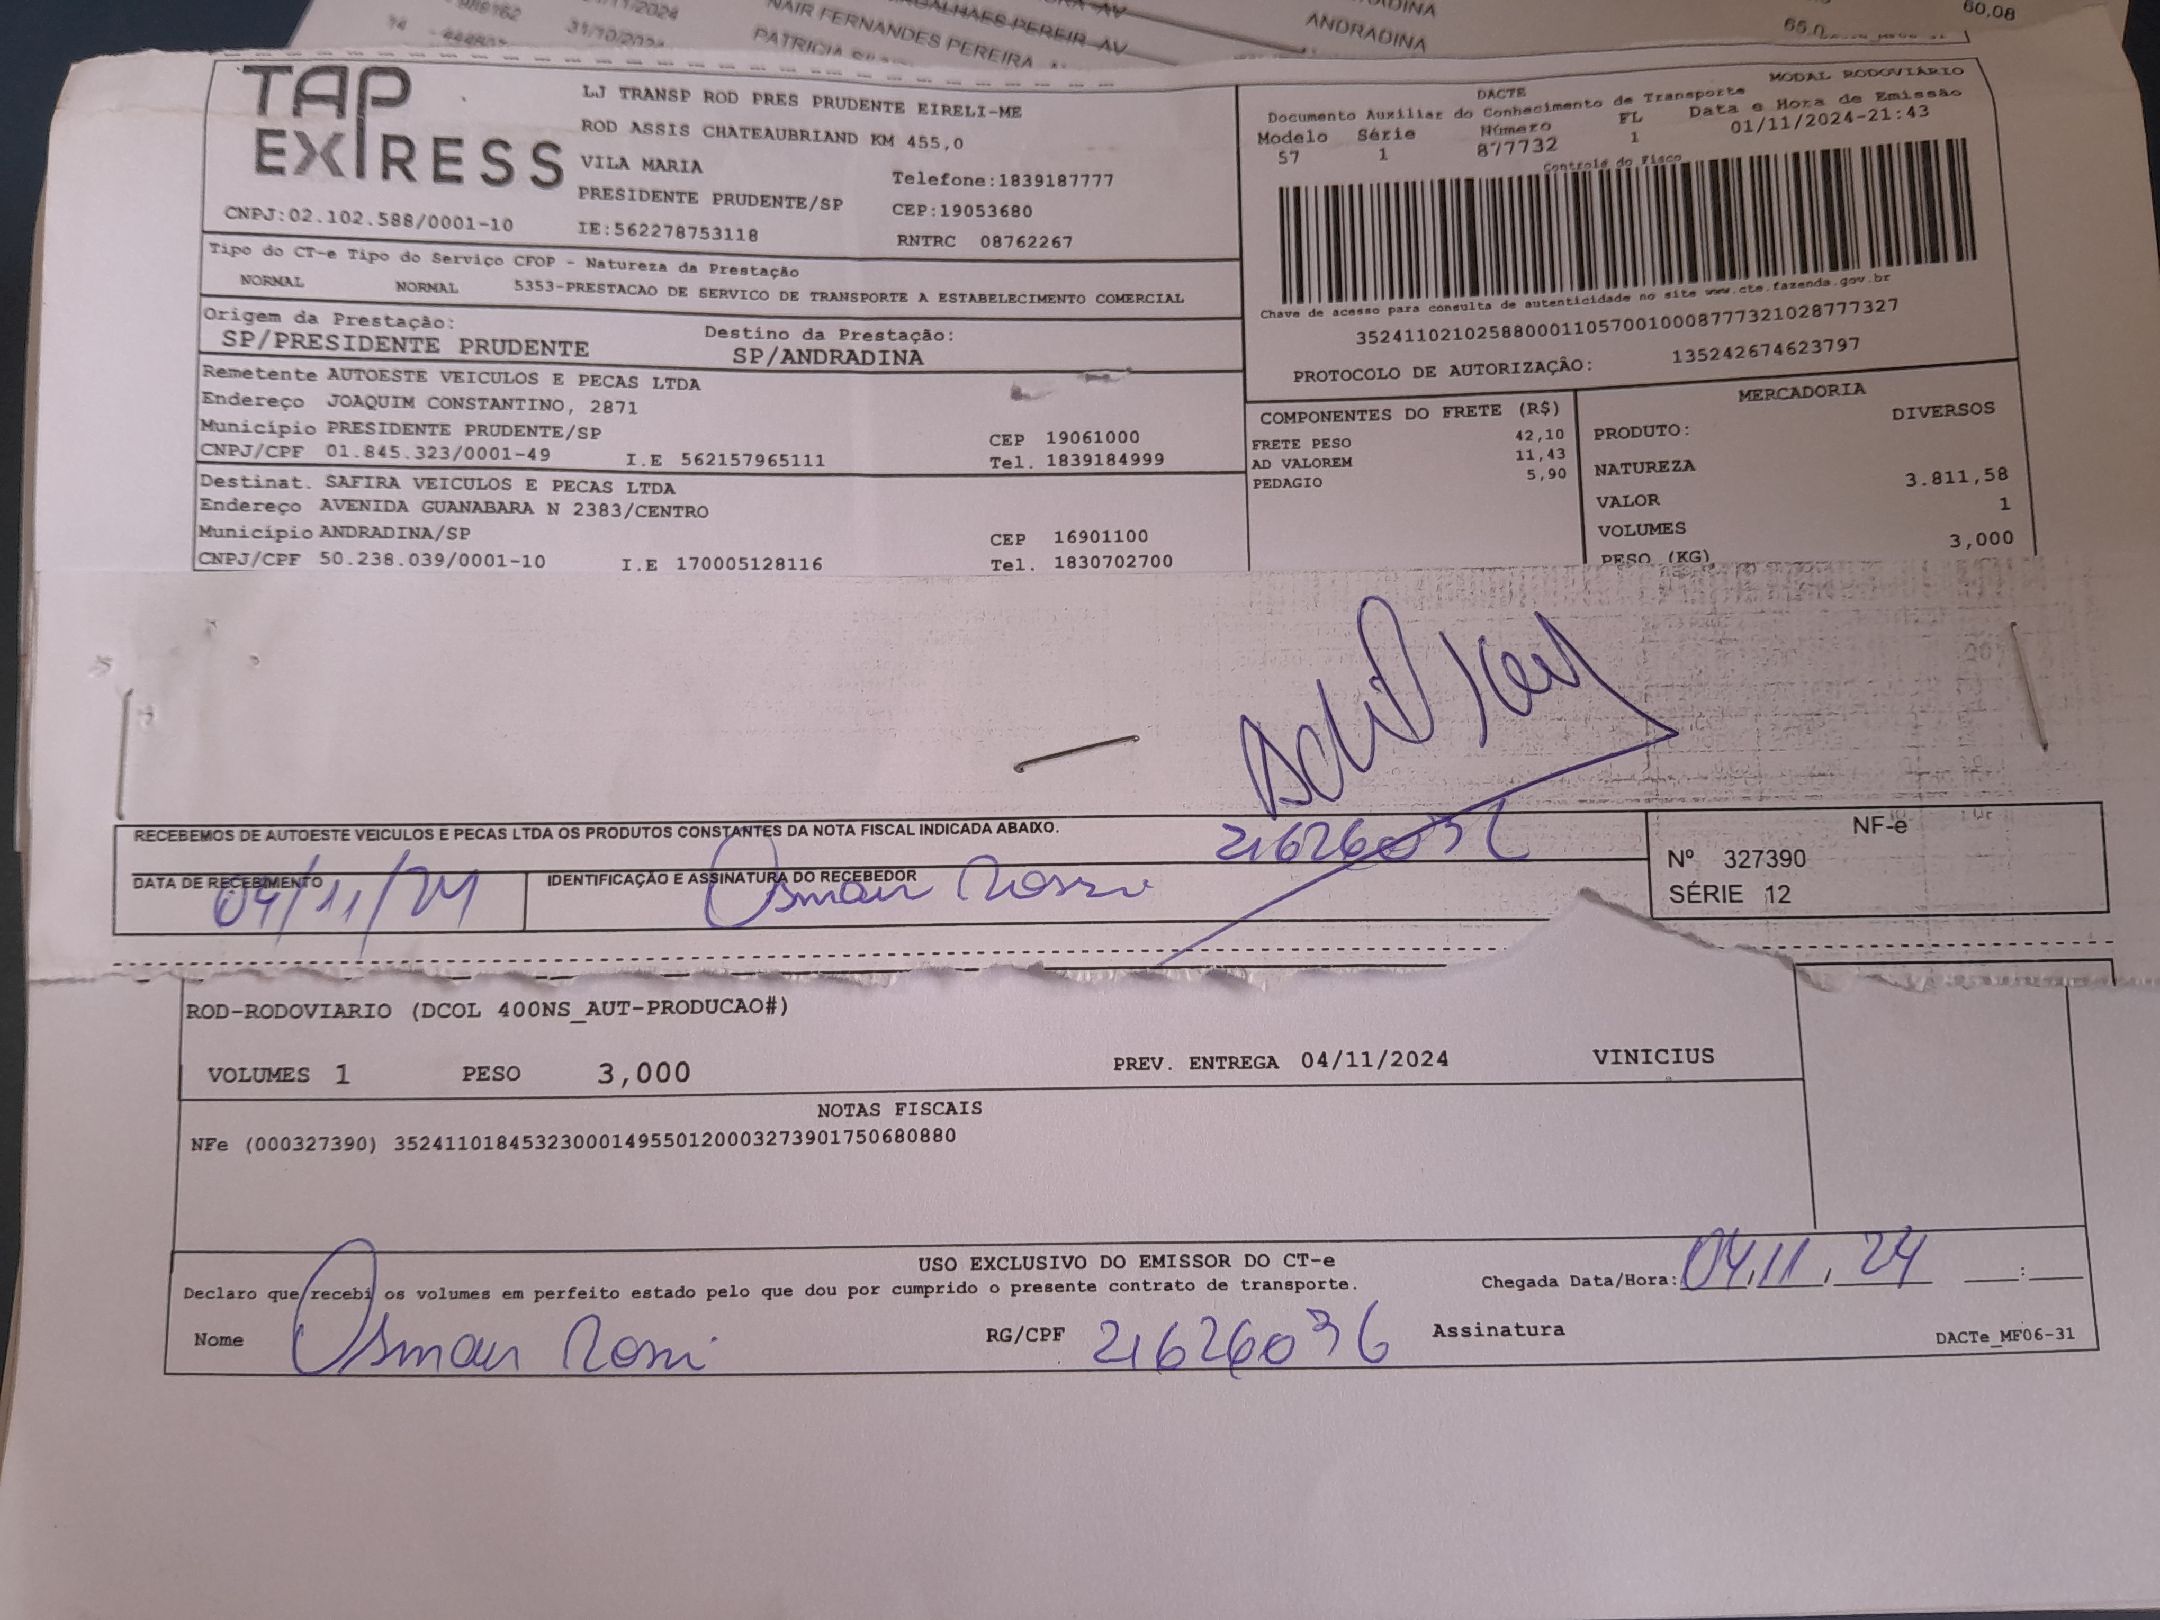 31/10/2024
NAIR FERNANDES PEREIRA
PATRICIA
ANDRADINA
60,08
TAP
EXPRESS
LJ TRANSP ROD PRES PRUDENTE EIRELI-ME
ROD ASSIS CHATEAUBRIAND KM 455,0
VILA MARIA
Telefone:1839187777
PRESIDENTE PRUDENTE/SP
CEP:19053680
CNPJ:02.102.588/0001-10
IE:562278753118
RNTRC 08762267
DACTE
MODAL RODOVIÁRIO
Documento Auxiliar do Conhecimento de Transporte
Modelo Série Número FL Data e Hora de Emissão
57 1 877732 1 01/11/2024-21:43
Controle do Fisco
Chave de acesso para consulta de autenticidade no site www.cte.fazenda.gov.br
35241102102588000110570010008777321028777327
PROTOCOLO DE AUTORIZAÇÃO: 135242674623797
Tipo do CT-e Tipo do Serviço CFOP - Natureza da Prestação
NORMAL NORMAL 5353-PRESTACAO DE SERVICO DE TRANSPORTE A ESTABELECIMENTO COMERCIAL
Origem da Prestação: Destino da Prestação:
SP/PRESIDENTE PRUDENTE SP/ANDRADINA
Remetente AUTOESTE VEICULOS E PECAS LTDA
Endereço JOAQUIM CONSTANTINO, 2871
Município PRESIDENTE PRUDENTE/SP CEP 19061000
CNPJ/CPF 01.845.323/0001-49 I.E 562157965111 Tel. 1839184999
Destinat. SAFIRA VEICULOS E PECAS LTDA
Endereço AVENIDA GUANABARA N 2383/CENTRO
Município ANDRADINA/SP CEP 16901100
CNPJ/CPF 50.238.039/0001-10 I.E 170005128116 Tel. 1830702700
COMPONENTES DO FRETE (R$)
FRETE PESO 42,10
AD VALOREM 11,43
PEDAGIO 5,90
MERCADORIA
PRODUTO: DIVERSOS
NATUREZA
VALOR 3.811,58
VOLUMES 1
PESO (KG) 3,000
RECEBEMOS DE AUTOESTE VEICULOS E PECAS LTDA OS PRODUTOS CONSTANTES DA NOTA FISCAL INDICADA ABAIXO.
21626036
DATA DE RECEBIMENTO
04/11/24
IDENTIFICAÇÃO E ASSINATURA DO RECEBEDOR
NF-e
Nº 327390
SÉRIE 12
ROD-RODOVIARIO (DCOL 400NS_AUT-PRODUCAO#)
VOLUMES 1 PESO 3,000 PREV. ENTREGA 04/11/2024 VINICIUS
NOTAS FISCAIS
NFe (000327390) 35241101845323000149550120003273901750680880
USO EXCLUSIVO DO EMISSOR DO CT-e
Declaro que recebi os volumes em perfeito estado pelo que dou por cumprido o presente contrato de transporte.
Chegada Data/Hora: 04/11/24 __:__
Nome Osmar
RG/CPF 21626036
Assinatura
DACTe_MF06-31